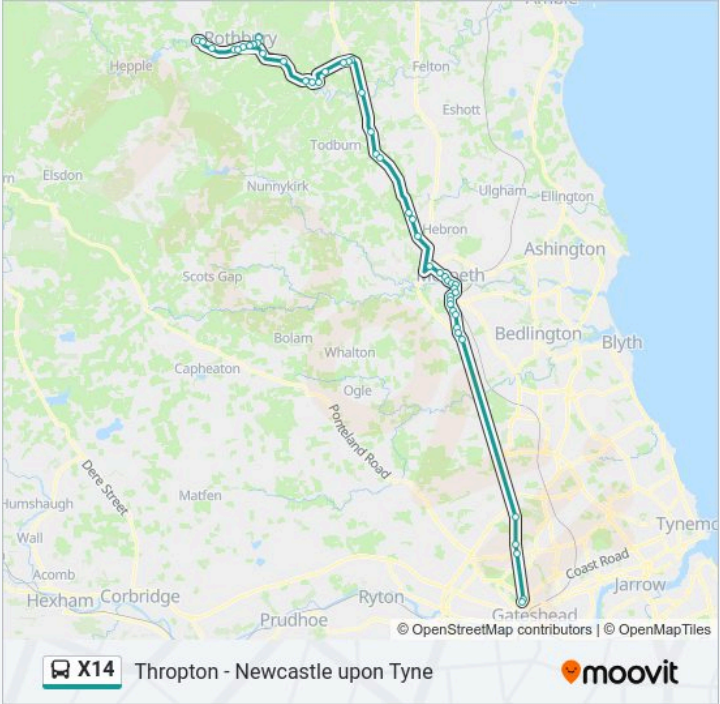 Amble
Rothbury
Hepple
Felton
Eshott
Todburn
Elsdon
Nunnykirk
Ulgham
Ellington
Hebron
Ashington
Scots Gap
Bedlington
Blyth
Bolam
Whalton
Capheaton
Ogle
Ponteland Road
Dere Street
Matfen
Humshaugh
Wall
Tynemo
Coast Road
Acomb
Jarrow
Hexham
Corbridge
Ryton
Prudhoe
Gateshead
© OpenStreetMap contributors | © OpenMapTiles
X14 Thropton - Newcastle upon Tyne
moovit